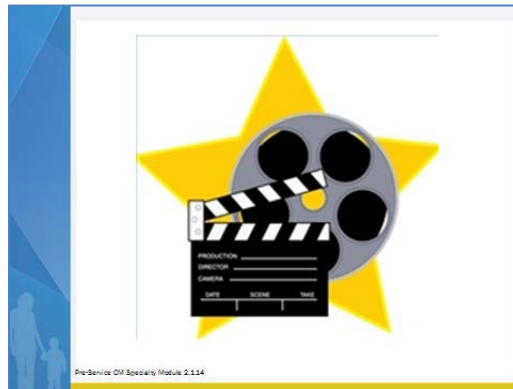 PRODUCTION
DIRECTOR
CAMERA
DATE SCENE TAKE
Pre-Service CM Specialty Module 2.1.14